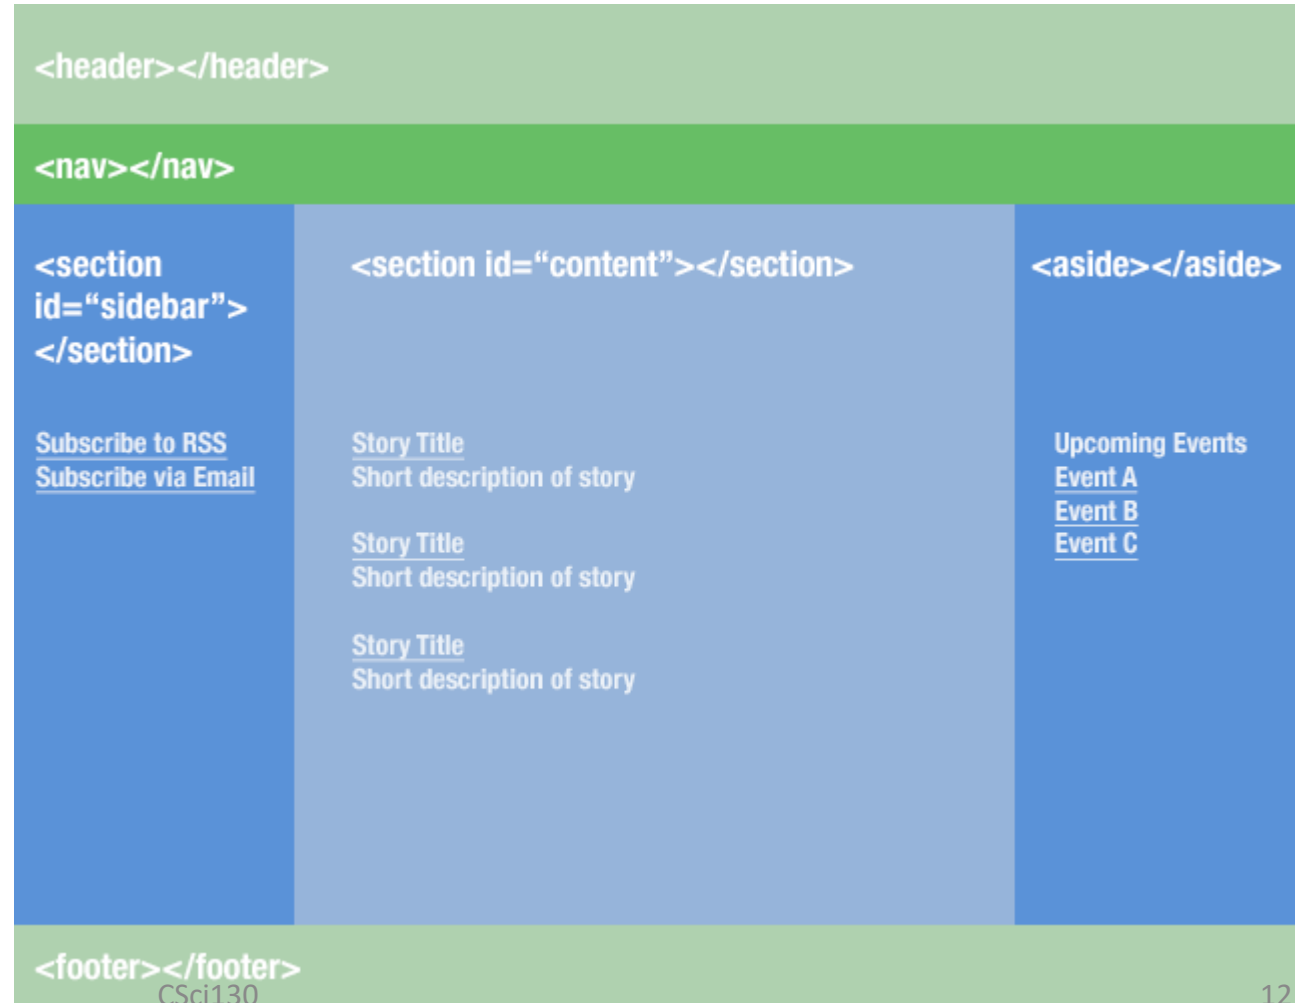 <header></header>
<nav></nav>
<section
id=“sidebar”>
</section>
Subscribe to RSS
Subscribe via Email
<section id=“content”></section>
Story Title
Short description of story
Story Title
Short description of story
Story Title
Short description of story
<aside></aside>
Upcoming Events
Event A
Event B
Event C
<footer></footer>
CSci130
12